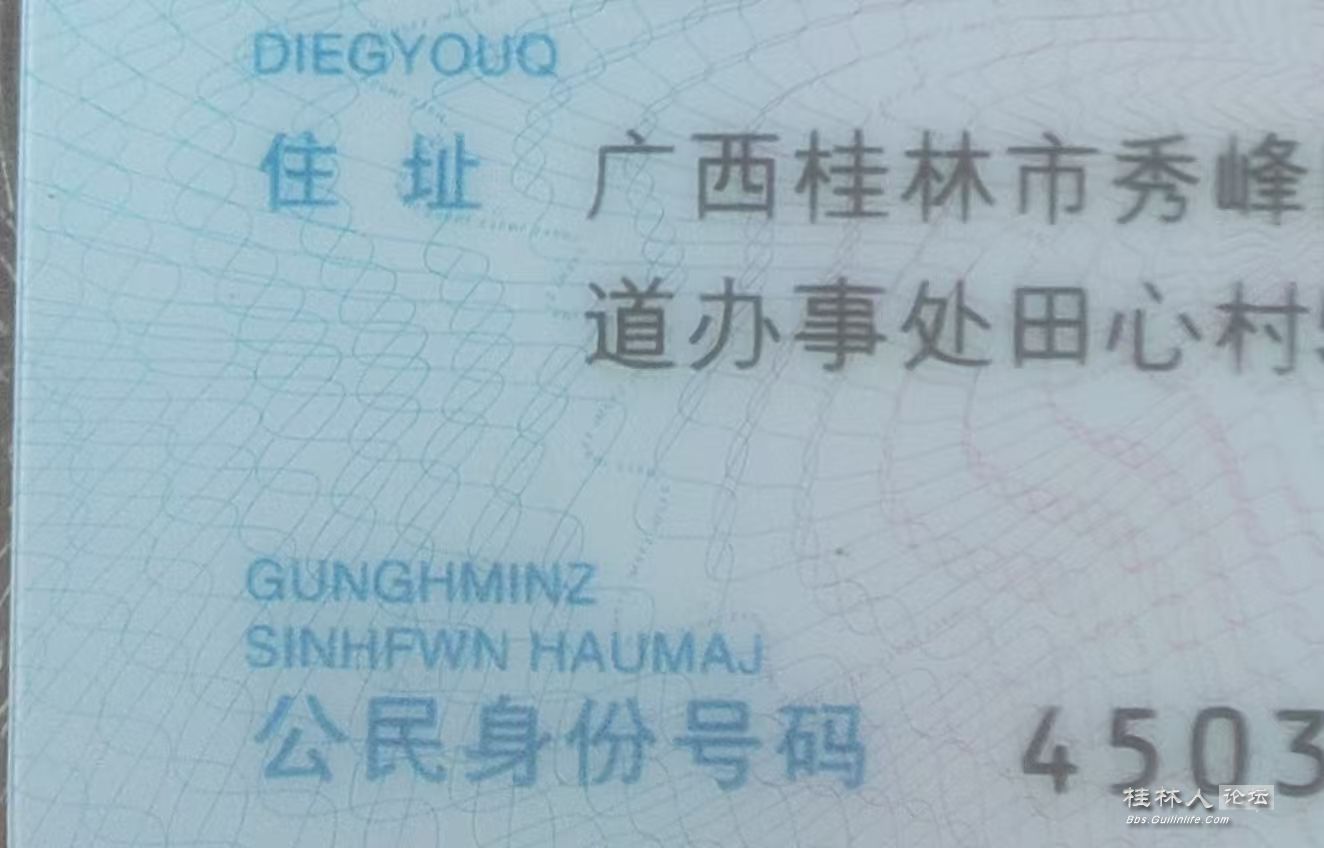 DIEGYOUQ
住 址 广西桂林市秀峰
道办事处田心村
GUNGHMINZ
SINHFWN HAUMAJ
公民身份号码 4503
桂林人论坛
Bbs.Guilinlife.Com